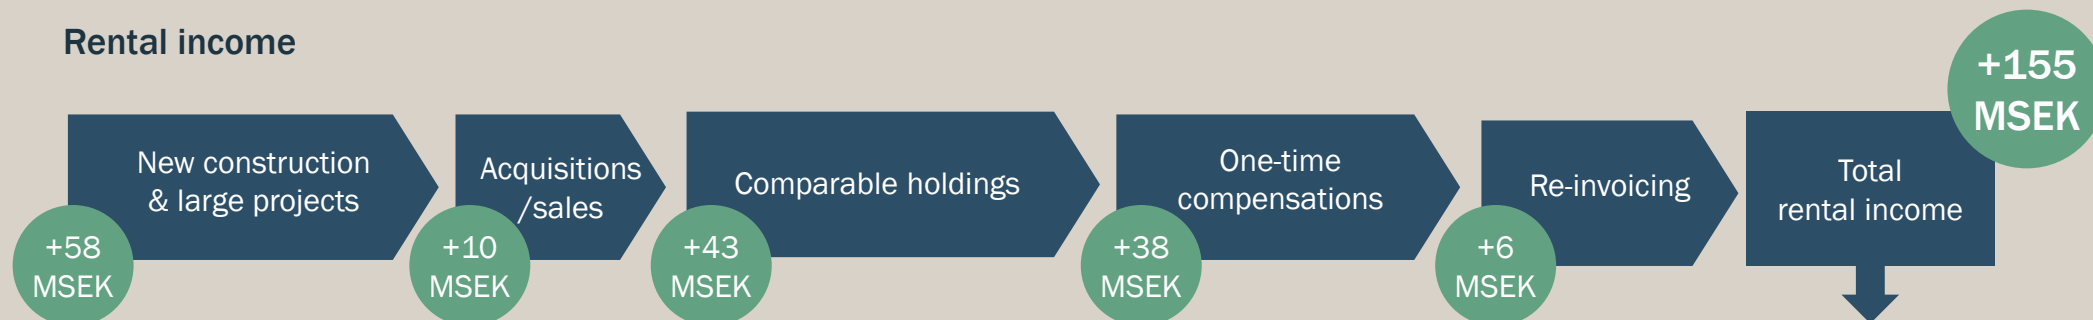 Rental income
New construction
& large projects
+58
MSEK
Acquisitions
/sales
+10
MSEK
Comparable holdings
+43
MSEK
One-time
compensations
+38
MSEK
Re-invoicing
+6
MSEK
Total
rental income
+155
MSEK